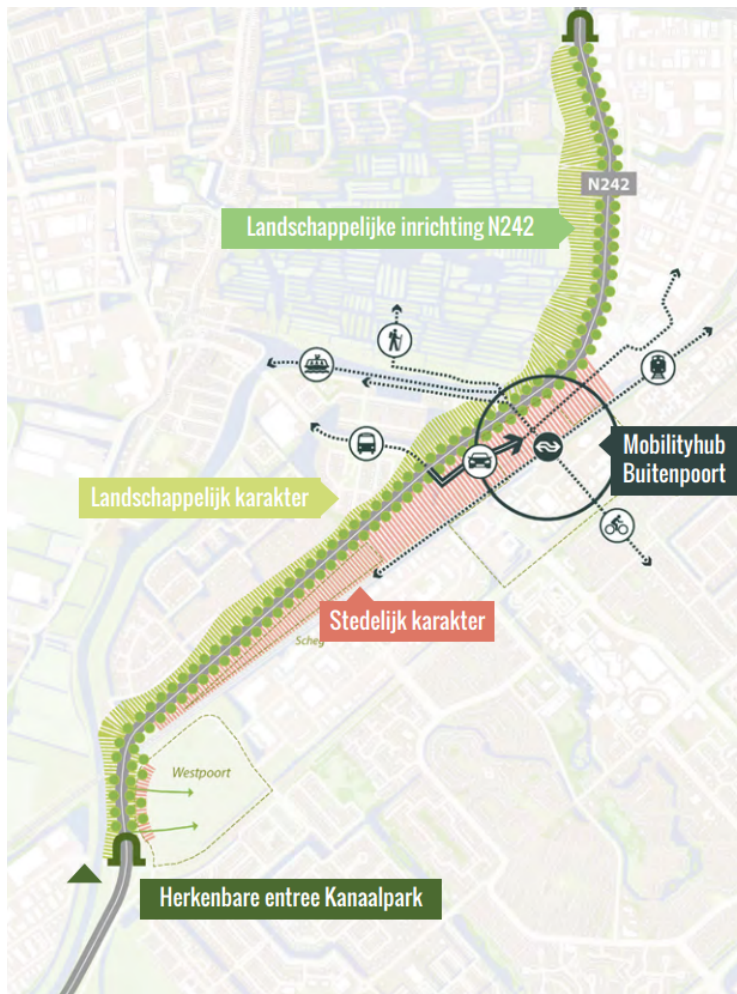 N242
Landschappelijke inrichting N242
Mobilityhub
Buitenpoort
Landschappelijk karakter
Stedelijk karakter
Scheg
Westpoort
Herkenbare entree Kanaalpark